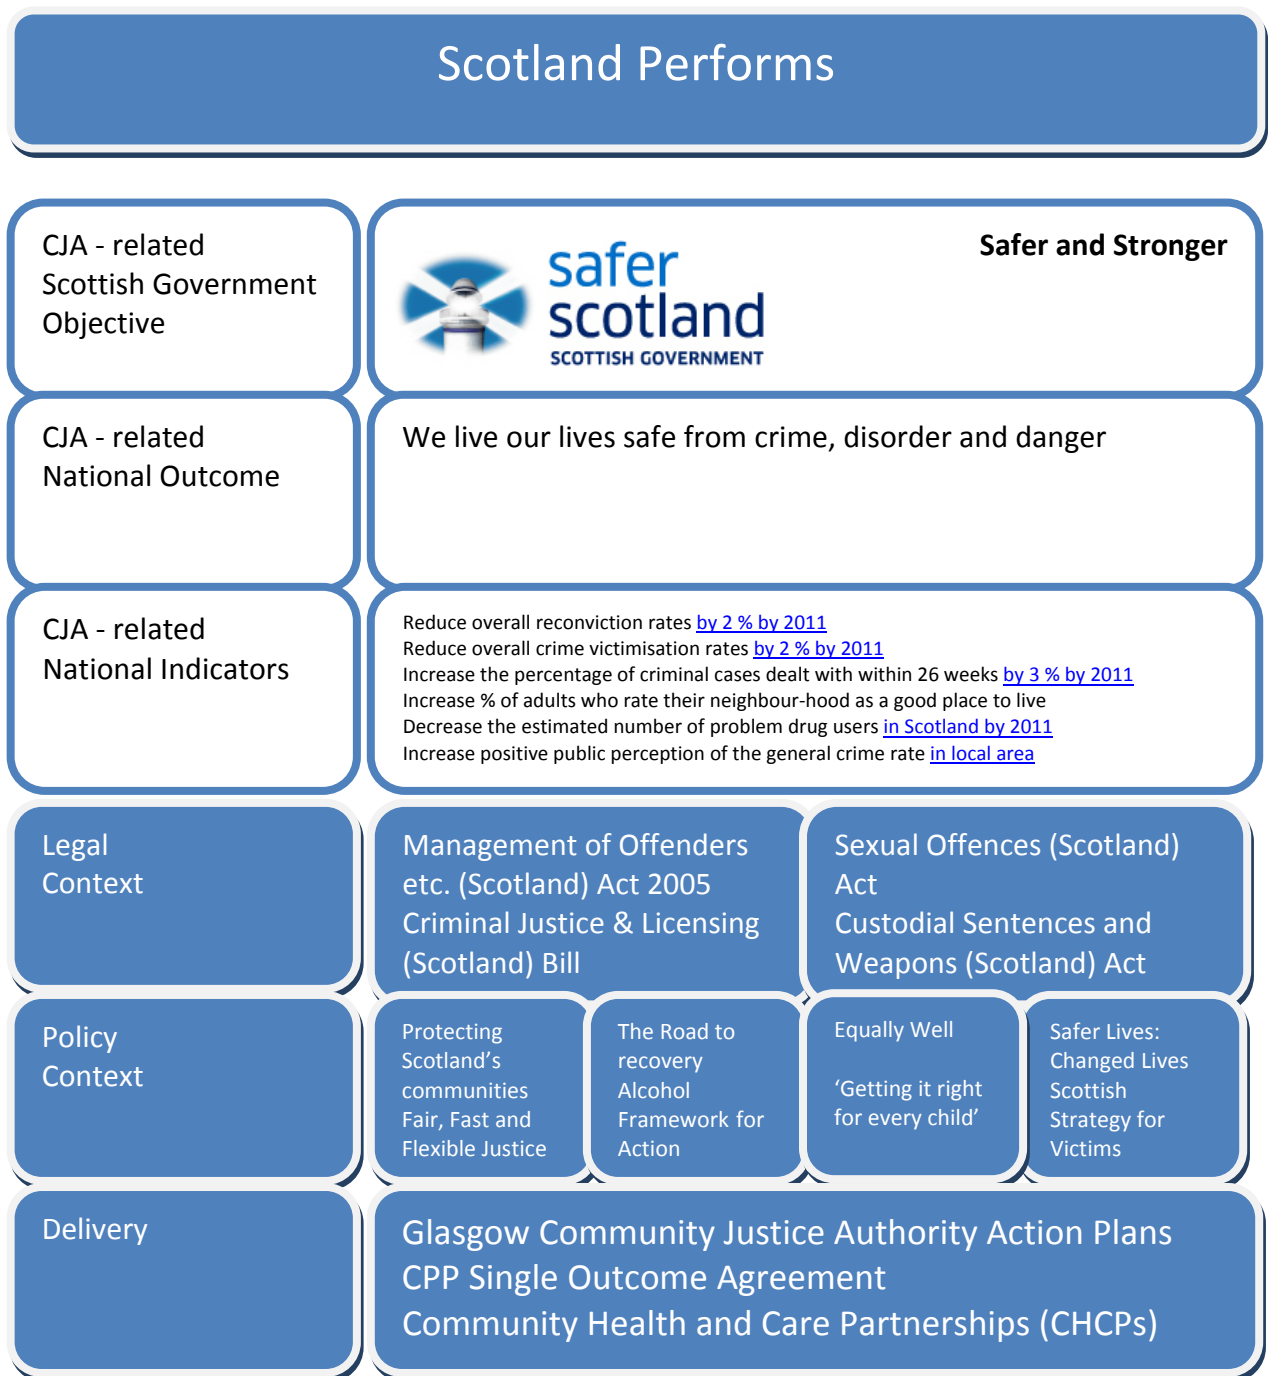 Scotland Performs
CJA - related
Scottish Government
Objective
safer
scotland
SCOTTISH GOVERNMENT
Safer and Stronger
CJA - related
National Outcome
We live our lives safe from crime, disorder and danger
CJA - related
National Indicators
Reduce overall reconviction rates by 2 % by 2011
Reduce overall crime victimisation rates by 2 % by 2011
Increase the percentage of criminal cases dealt with within 26 weeks by 3 % by 2011
Increase % of adults who rate their neighbour-hood as a good place to live
Decrease the estimated number of problem drug users in Scotland by 2011
Increase positive public perception of the general crime rate in local area
Legal
Context
Management of Offenders
etc. (Scotland) Act 2005
Criminal Justice & Licensing
(Scotland) Bill
Sexual Offences (Scotland)
Act
Custodial Sentences and
Weapons (Scotland) Act
Policy
Context
Protecting
Scotland's
communities
Fair, Fast and
Flexible Justice
The Road to
recovery
Alcohol
Framework for
Action
Equally Well
‘Getting it right
for every child’
Safer Lives:
Changed Lives
Scottish
Strategy for
Victims
Delivery
Glasgow Community Justice Authority Action Plans
CPP Single Outcome Agreement
Community Health and Care Partnerships (CHCPs)